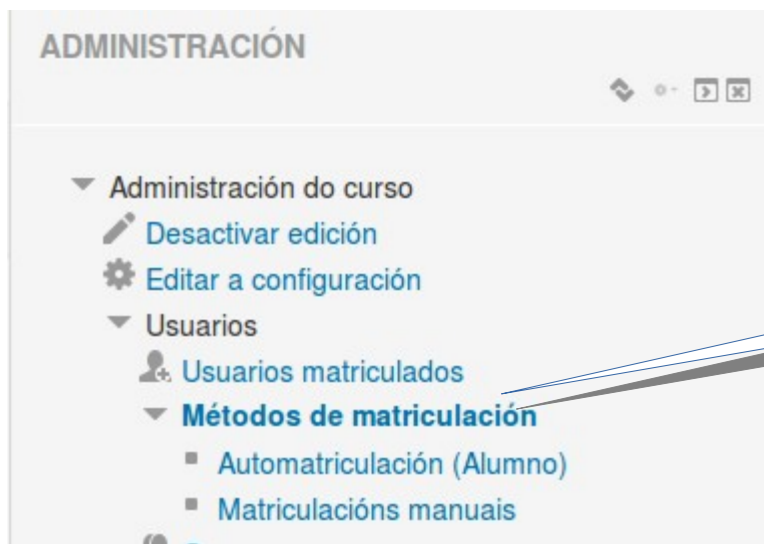 ADMINISTRACIÓN
Administración do curso
Desactivar edición
Editar a configuración
Usuarios
Usuarios matriculados
Métodos de matriculación
Automatriculación (Alumno)
Matriculacións manuais